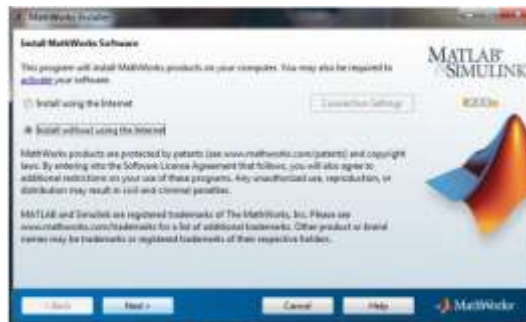 MathWorks Installer
Install MathWorks Software
This program will install MathWorks products on your computer. You may also be required to
activate your software.
Install using the Internet
Connection Settings
Install without using the Internet
MathWorks products are protected by patents (see www.mathworks.com/patents) and copyright
laws. By entering into the Software License Agreement that follows, you will also agree to
additional restrictions on your use of these programs. Any unauthorized use, reproduction, or
distribution may result in civil and criminal penalties.
MATLAB and Simulink are registered trademarks of The MathWorks, Inc. Please see
www.mathworks.com/trademarks for a list of additional trademarks. Other product or brand
names may be trademarks or registered trademarks of their respective holders.
MATLAB
SIMULINK
< Back
Next >
Cancel
Help
MathWorks